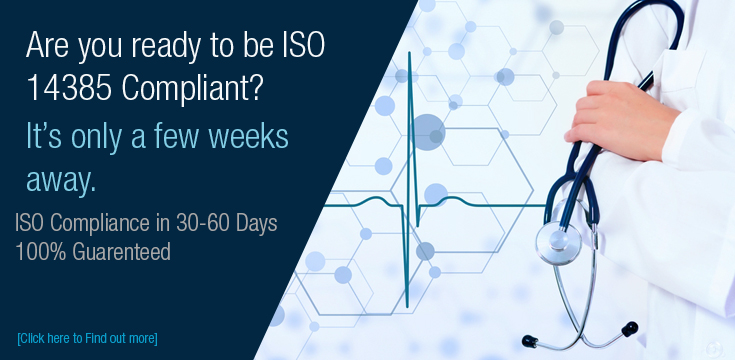 Are you ready to be ISO
14385 Compliant?
It's only a few weeks
away.
ISO Compliance in 30-60 Days
100% Guarenteed
[Click here to Find out more]